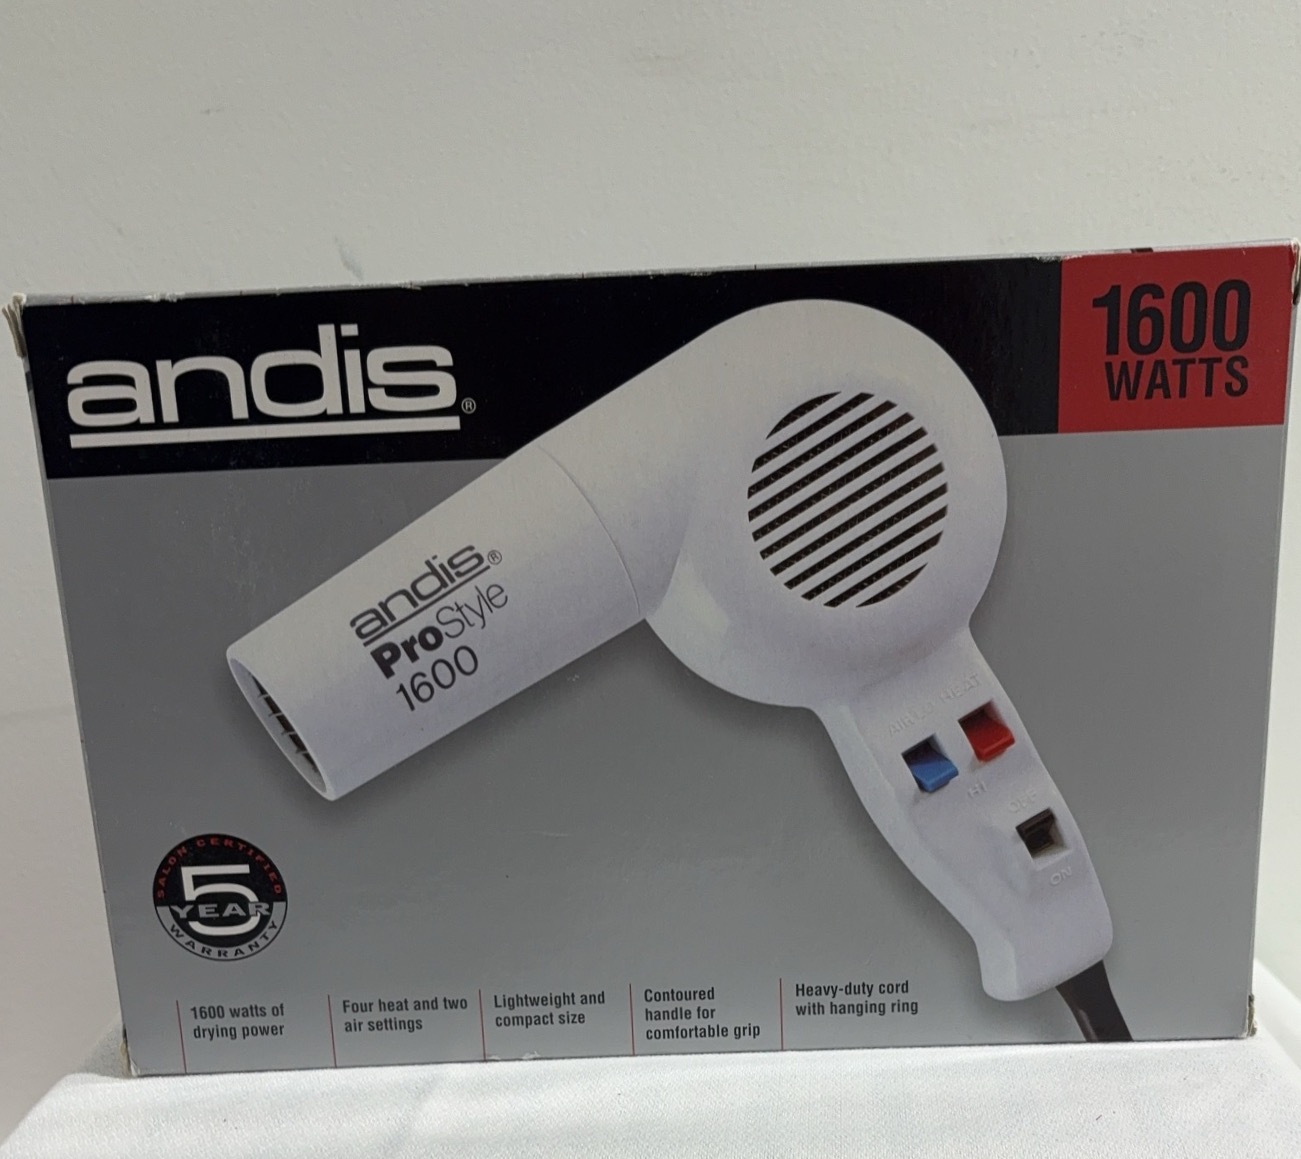 andis®
1600
WATTS
andis®
ProStyle
1600
AIR LO HEAT
HI
OFF
ON
SALON CERTIFIED
5
YEAR
WARRANTY
1600 watts of
drying power
Four heat and two
air settings
Lightweight and
compact size
Contoured
handle for
comfortable grip
Heavy-duty cord
with hanging ring